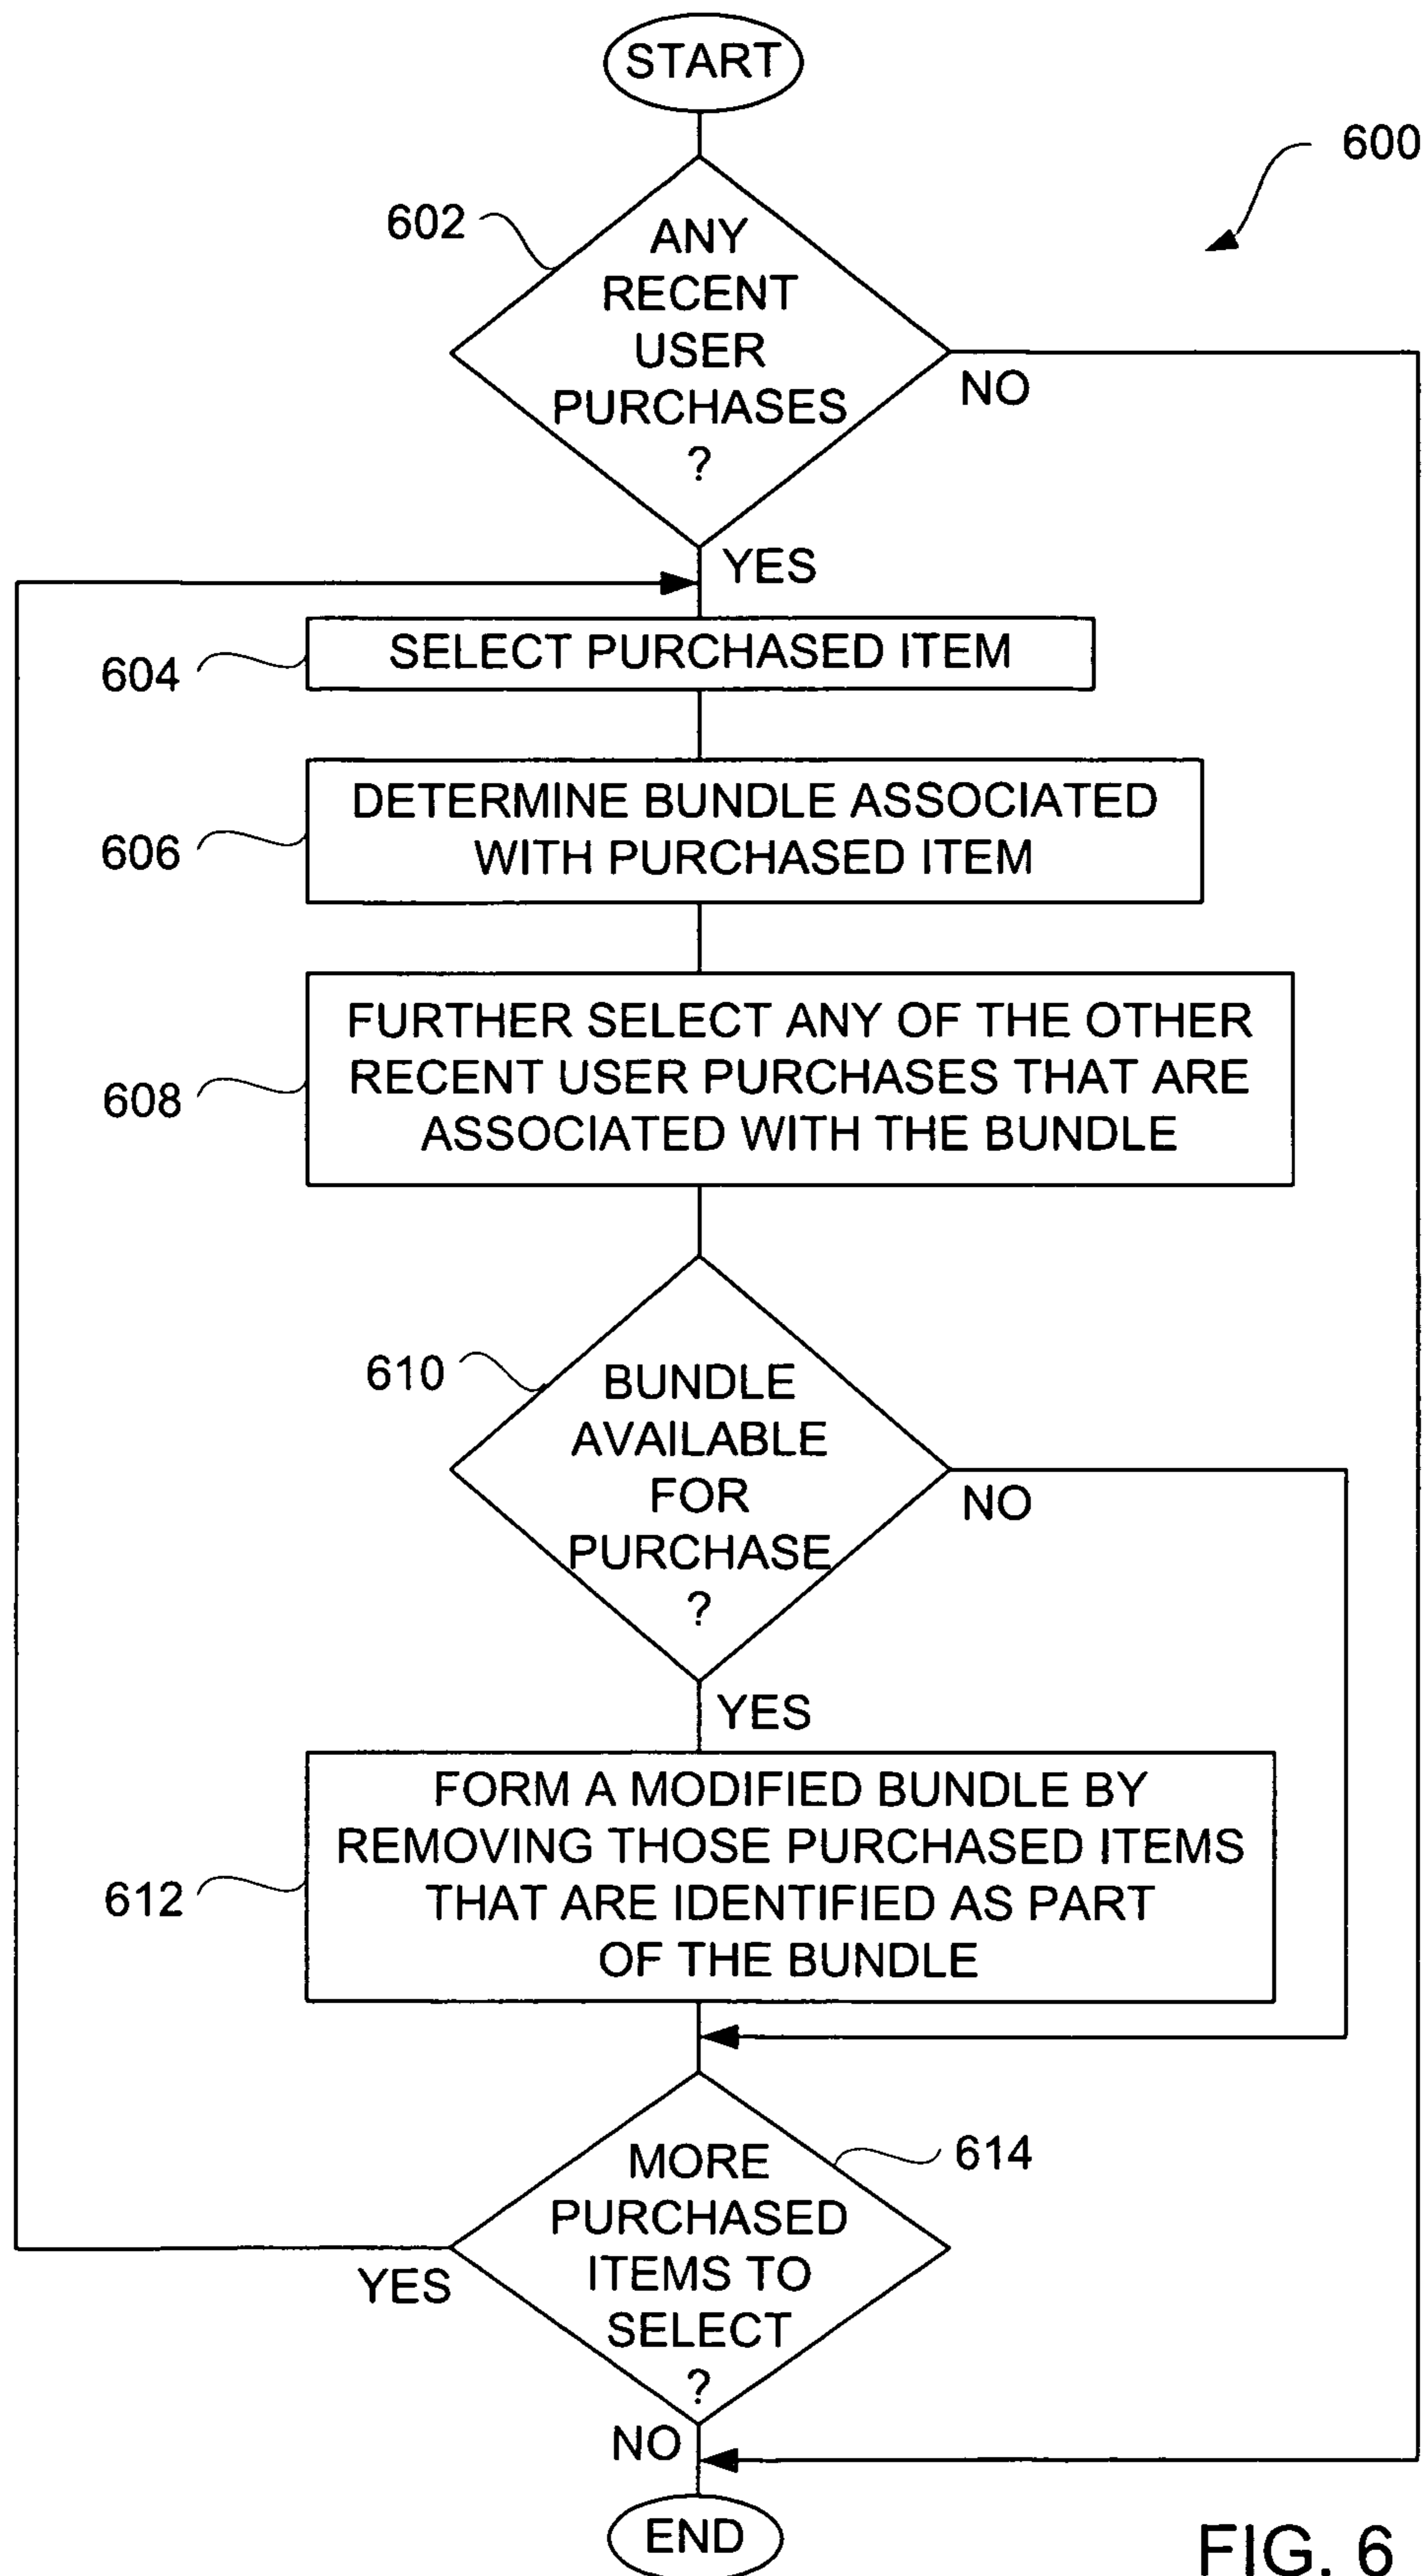 START
600
602
ANY
RECENT
USER
PURCHASES
?
NO
YES
604
SELECT PURCHASED ITEM
606
DETERMINE BUNDLE ASSOCIATED
WITH PURCHASED ITEM
608
FURTHER SELECT ANY OF THE OTHER
RECENT USER PURCHASES THAT ARE
ASSOCIATED WITH THE BUNDLE
610
BUNDLE
AVAILABLE
FOR
PURCHASE
?
NO
YES
612
FORM A MODIFIED BUNDLE BY
REMOVING THOSE PURCHASED ITEMS
THAT ARE IDENTIFIED AS PART
OF THE BUNDLE
614
MORE
PURCHASED
ITEMS TO
SELECT
?
YES
NO
END
FIG. 6